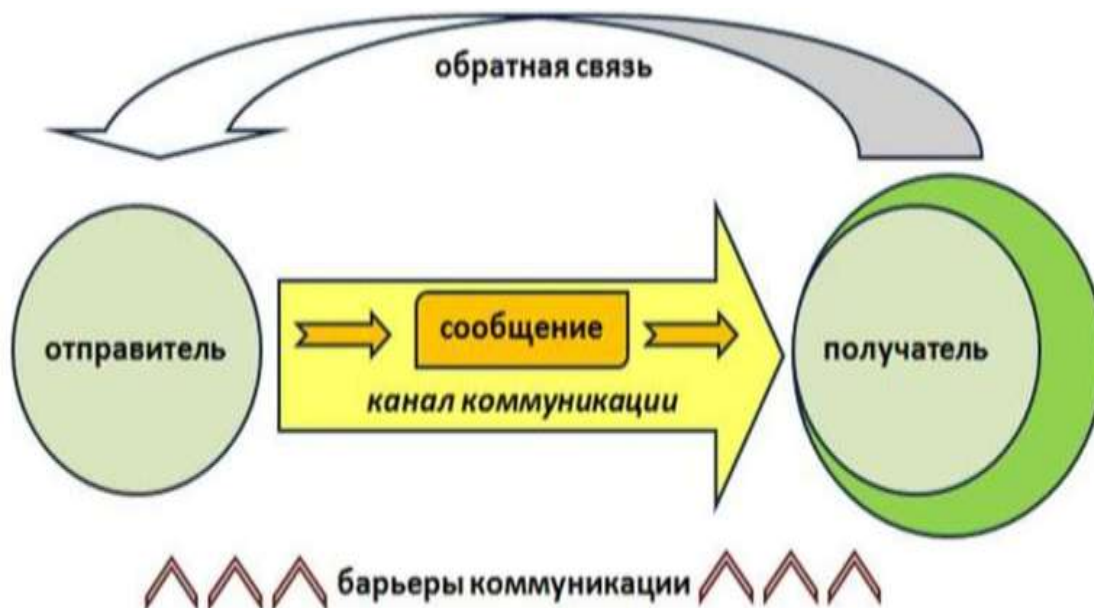 обратная связь
отправитель
сообщение
канал коммуникации
получатель
барьеры коммуникации